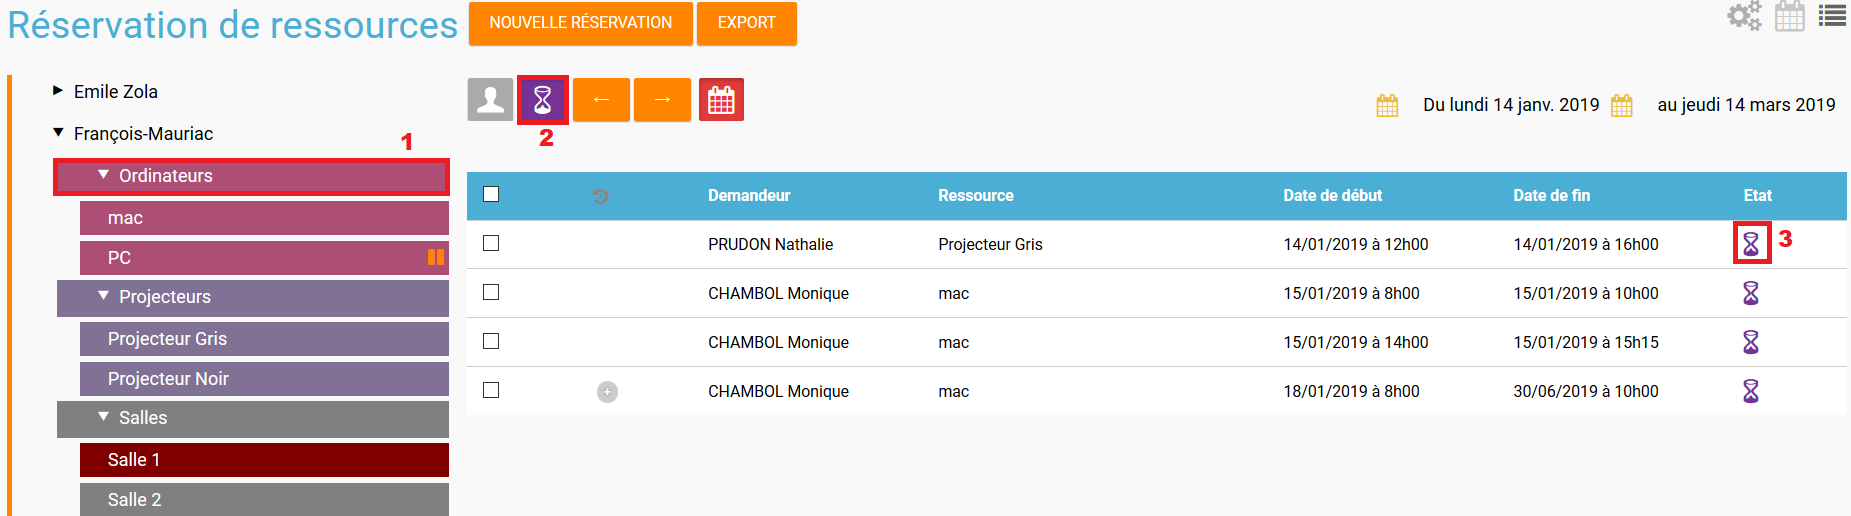 Réservation de ressources
NOUVELLE RÉSERVATION
EXPORT
Emile Zola
François-Mauriac
1
Ordinateurs
mac
PC
Projecteurs
Projecteur Gris
Projecteur Noir
Salles
Salle 1
Salle 2
2
Du lundi 14 janv. 2019
au jeudi 14 mars 2019
Demandeur Ressource Date de début Date de fin Etat
PRUDON Nathalie Projecteur Gris 14/01/2019 à 12h00 14/01/2019 à 16h00 3
CHAMBOL Monique mac 15/01/2019 à 8h00 15/01/2019 à 10h00
CHAMBOL Monique mac 15/01/2019 à 14h00 15/01/2019 à 15h15
CHAMBOL Monique mac 18/01/2019 à 8h00 30/06/2019 à 10h00